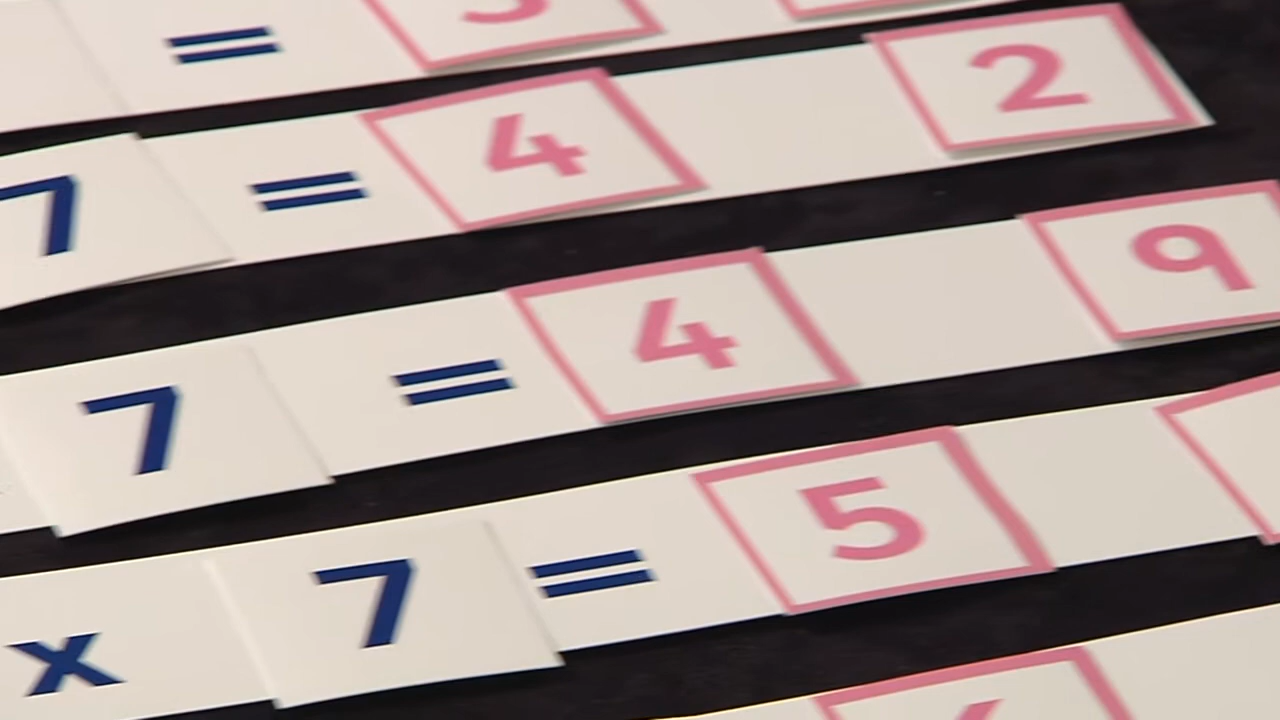 =
7 = 4 2
7 = 4 9
x 7 = 5